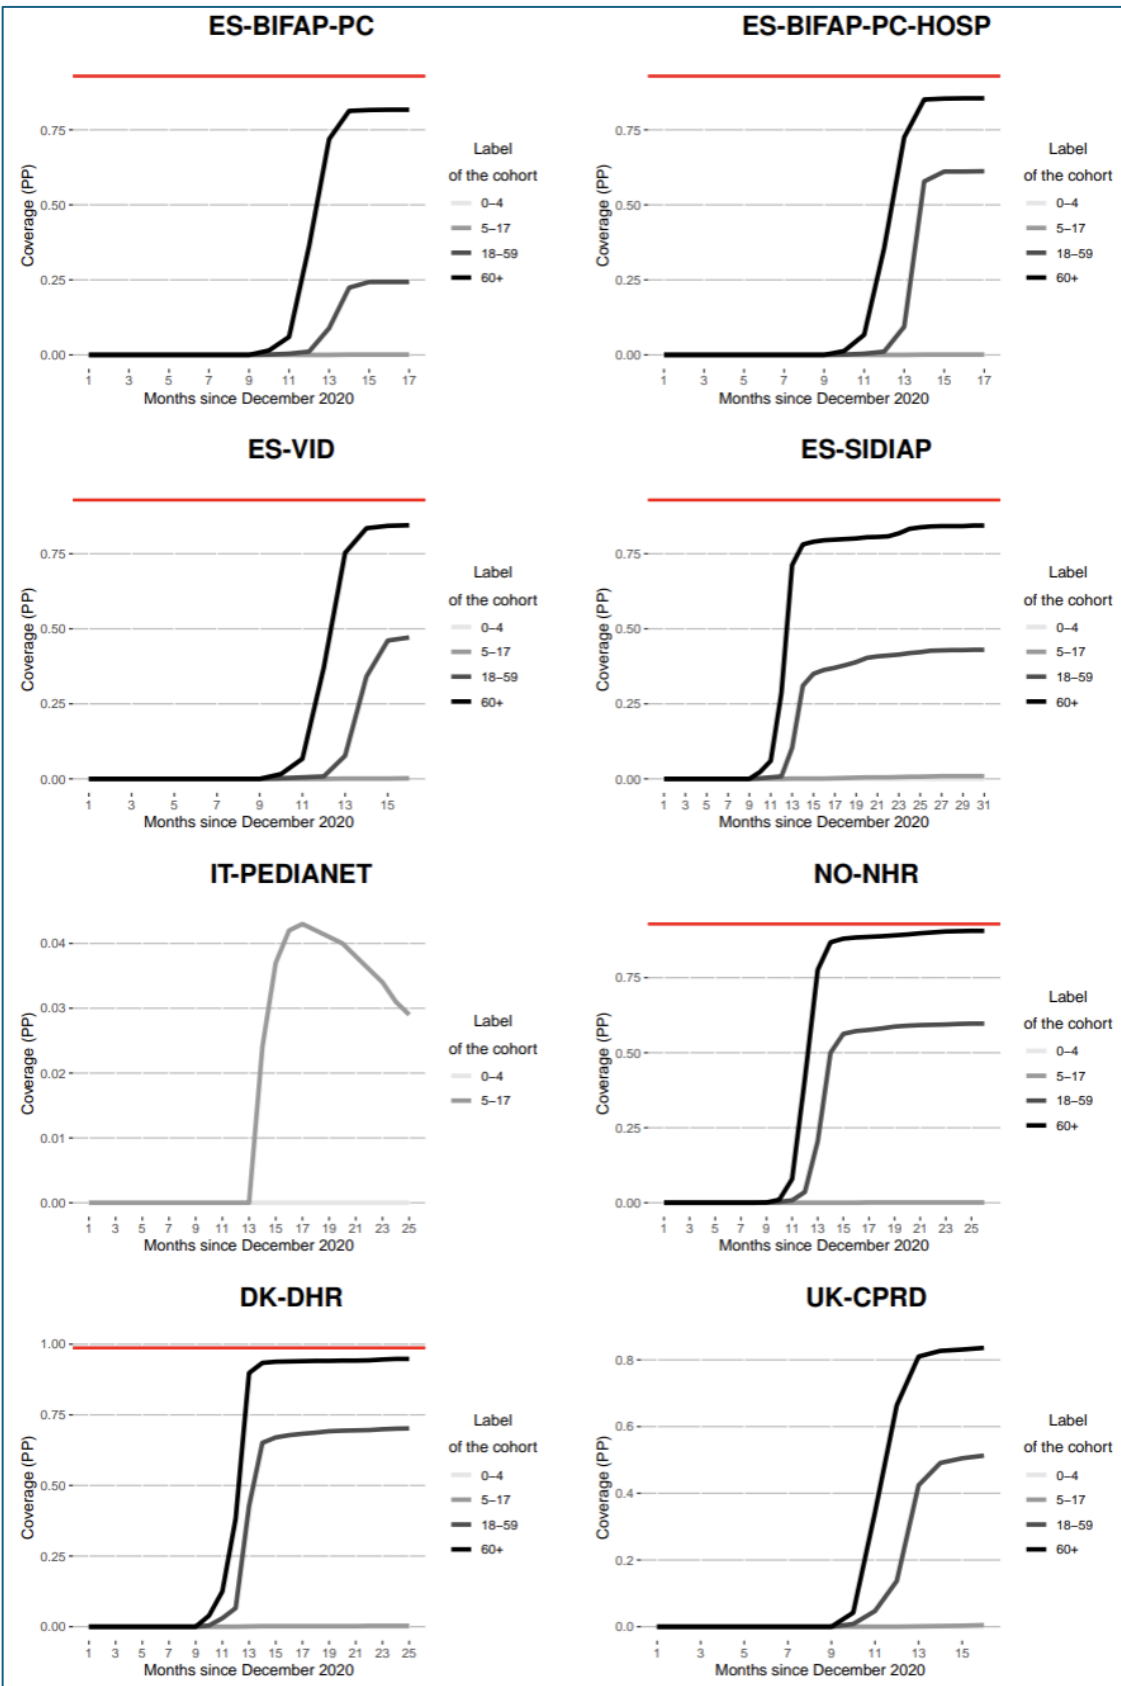 ES-BIFAP-PC
Coverage (PP)
0.75
0.50
0.25
0.00
1 3 5 7 9 11 13 15 17
Months since December 2020
Label
of the cohort
0–4
5–17
18–59
60+
ES-BIFAP-PC-HOSP
Coverage (PP)
0.75
0.50
0.25
0.00
1 3 5 7 9 11 13 15 17
Months since December 2020
Label
of the cohort
0–4
5–17
18–59
60+
ES-VID
Coverage (PP)
0.75
0.50
0.25
0.00
1 3 5 7 9 11 13 15
Months since December 2020
Label
of the cohort
0–4
5–17
18–59
60+
ES-SIDIAP
Coverage (PP)
0.75
0.50
0.25
0.00
1 3 5 7 9 11 13 15 17 19 21 23 25 27 29 31
Months since December 2020
Label
of the cohort
0–4
5–17
18–59
60+
IT-PEDIANET
Coverage (PP)
0.04
0.03
0.02
0.01
0.00
1 3 5 7 9 11 13 15 17 19 21 23 25
Months since December 2020
Label
of the cohort
0–4
5–17
NO-NHR
Coverage (PP)
0.75
0.50
0.25
0.00
1 3 5 7 9 11 13 15 17 19 21 23 25
Months since December 2020
Label
of the cohort
0–4
5–17
18–59
60+
DK-DHR
Coverage (PP)
1.00
0.75
0.50
0.25
0.00
1 3 5 7 9 11 13 15 17 19 21 23 25
Months since December 2020
Label
of the cohort
0–4
5–17
18–59
60+
UK-CPRD
Coverage (PP)
0.8
0.6
0.4
0.2
0.0
1 3 5 7 9 11 13 15
Months since December 2020
Label
of the cohort
0–4
5–17
18–59
60+